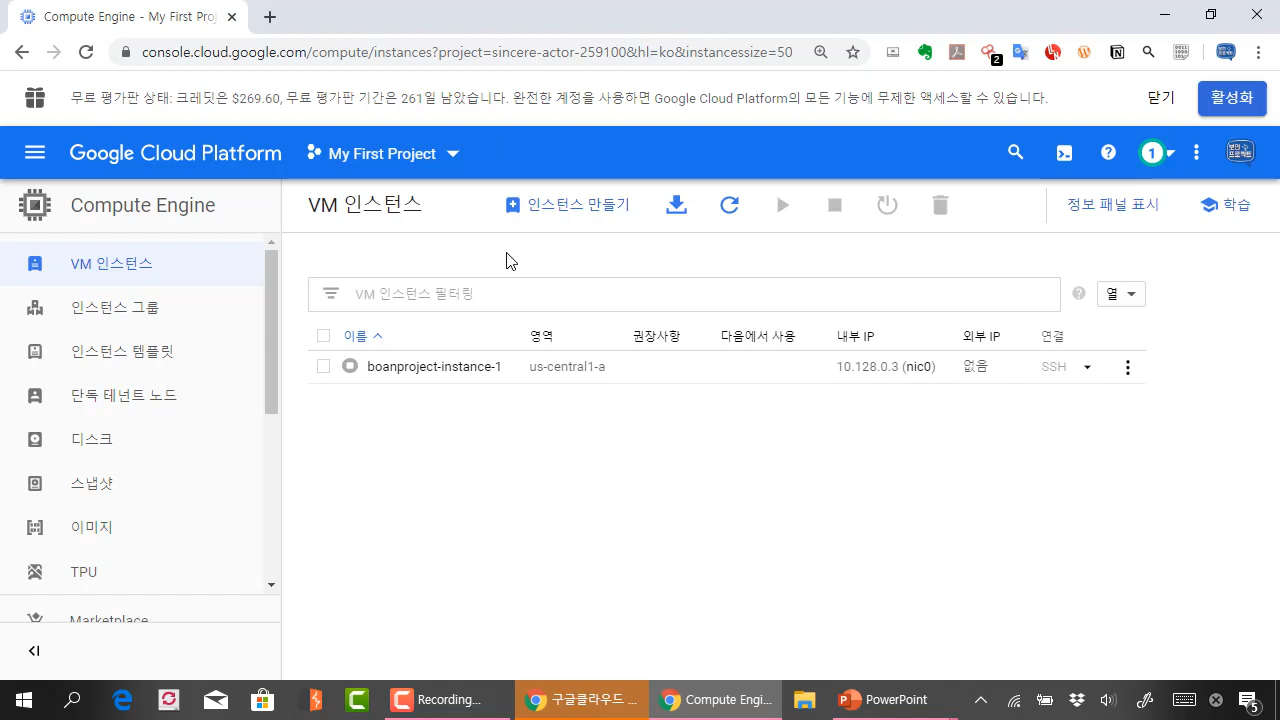 Compute Engine - My First Proj
console.cloud.google.com/compute/instances?project=sincere-actor-259100&hl=ko&instancessize=50
2
무료 평가판 상태: 크레딧은 $269.60, 무료 평가판 기간은 261일 남았습니다. 완전한 계정을 사용하면 Google Cloud Platform의 모든 기능에 무제한 액세스할 수 있습니다.
닫기
활성화
Google Cloud Platform
My First Project
1
보안
프로젝트
Compute Engine
VM 인스턴스
인스턴스 만들기
정보 패널 표시
학습
VM 인스턴스
인스턴스 그룹
인스턴스 템플릿
단독 테넌트 노드
디스크
스냅샷
이미지
TPU
Marketplace
VM 인스턴스 필터링
열
이름 영역 권장사항 다음에서 사용 내부 IP 외부 IP 연결
boanproject-instance-1 us-central1-a 10.128.0.3 (nic0) 없음 SSH
Recording...
구글클라우드 ...
Compute Engi...
PowerPoint
5